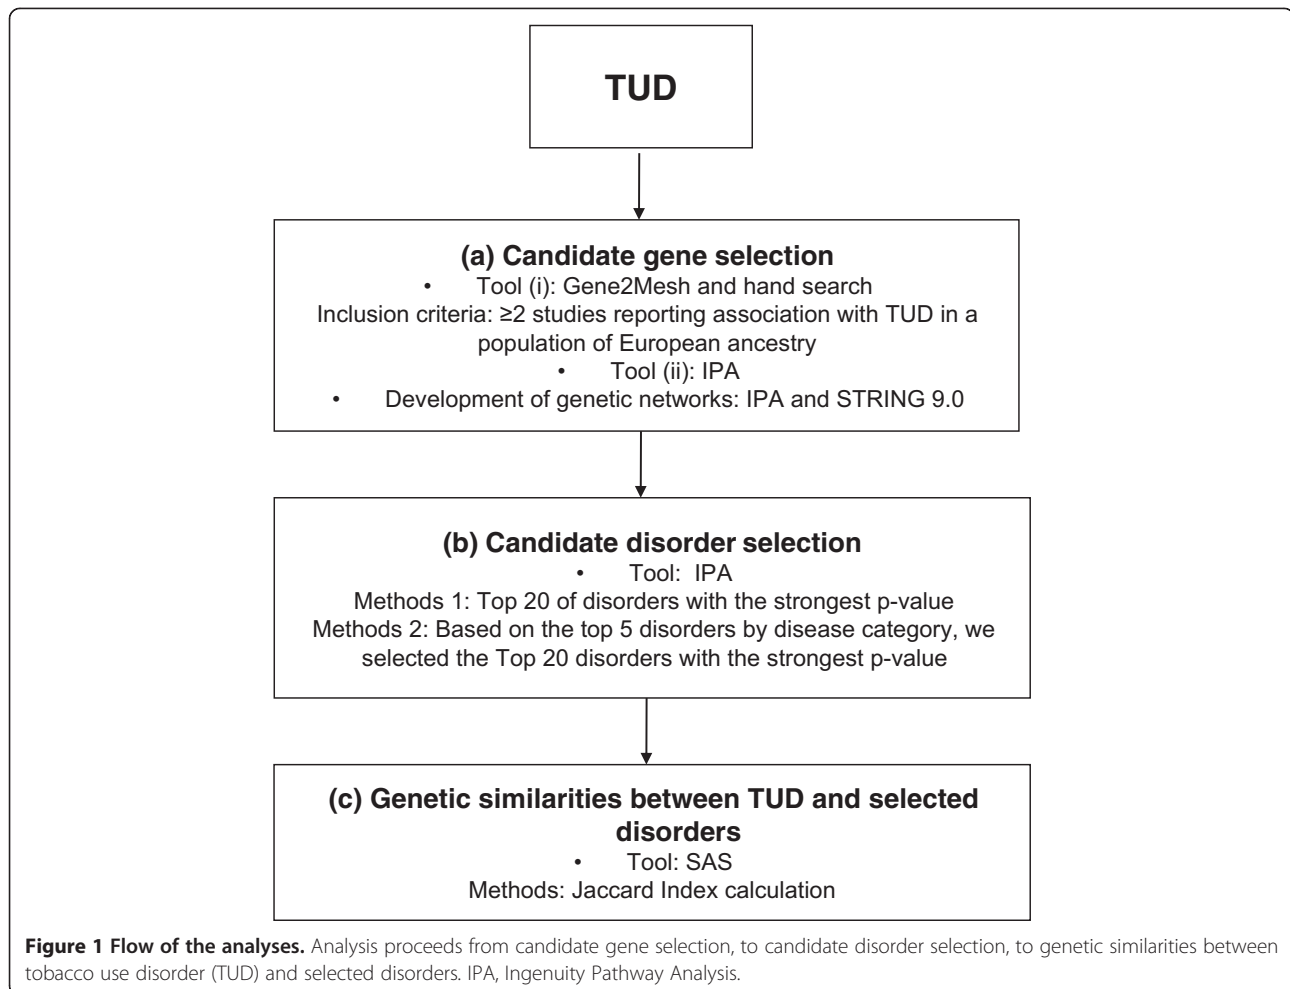 TUD
(a) Candidate gene selection
• Tool (i): Gene2Mesh and hand search
Inclusion criteria: ≥2 studies reporting association with TUD in a
population of European ancestry
• Tool (ii): IPA
• Development of genetic networks: IPA and STRING 9.0
(b) Candidate disorder selection
• Tool: IPA
Methods 1: Top 20 of disorders with the strongest p-value
Methods 2: Based on the top 5 disorders by disease category, we
selected the Top 20 disorders with the strongest p-value
(c) Genetic similarities between TUD and selected
disorders
• Tool: SAS
Methods: Jaccard Index calculation
Figure 1 Flow of the analyses. Analysis proceeds from candidate gene selection, to candidate disorder selection, to genetic similarities between
tobacco use disorder (TUD) and selected disorders. IPA, Ingenuity Pathway Analysis.